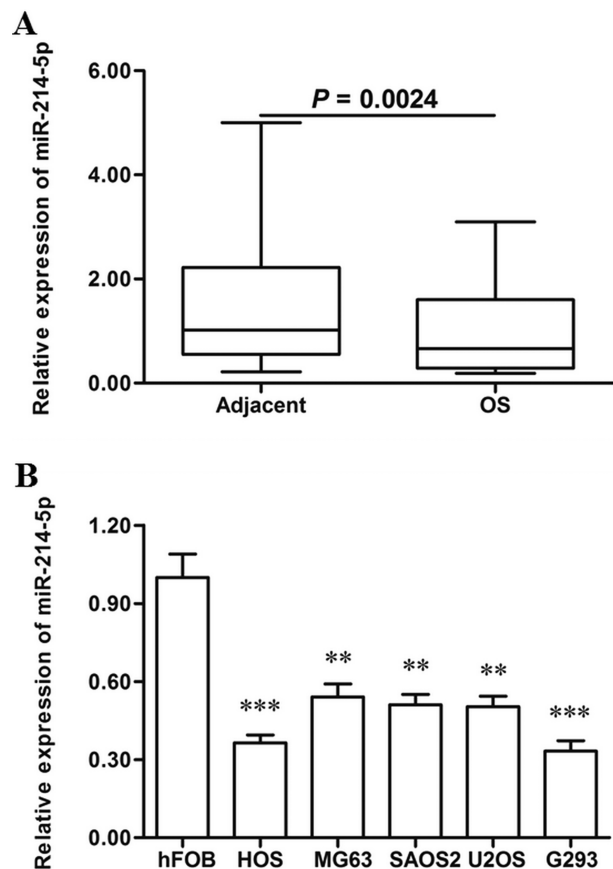 A
Relative expression of miR-214-5p
6.00
4.00
2.00
0.00
P = 0.0024
Adjacent OS
B
Relative expression of miR-214-5p
1.20
0.90
0.60
0.30
0.00
*** ** ** ** ***
hFOB HOS MG63 SAOS2 U2OS G293